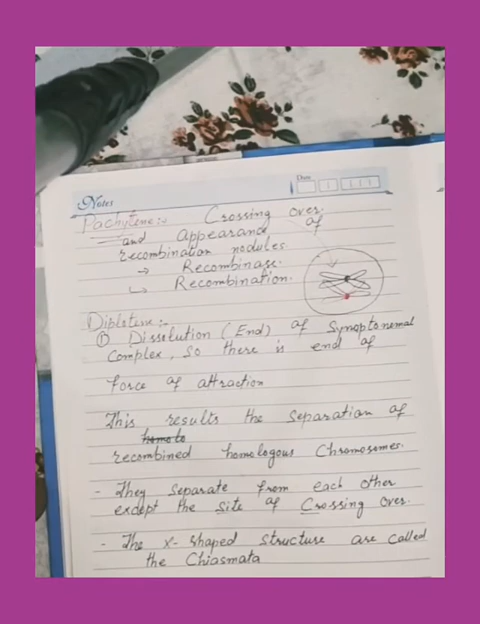 Notes
Date
Pachytene:- Crossing over.
and Appearance of
recombination nodules
→ Recombinase.
↳ Recombination.
Diplotene:-
① Dissolution (End) of Synoptonemal
Complex, so there is end of
force of attraction
This results the Separation of
homolo
recombined homologous Chromosomes.
- They Separate from each other
except the Site of Crossing Over.
- The X-shaped Structure are called
the Chiasmata